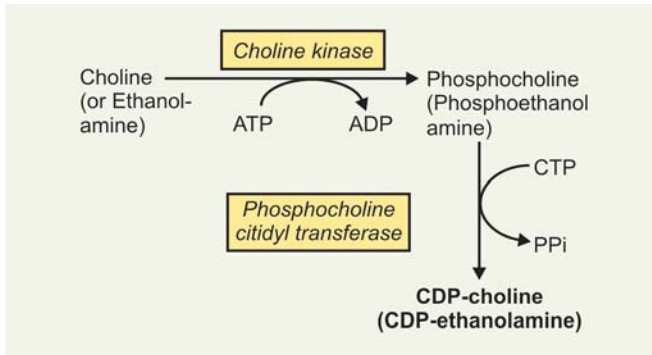 Choline kinase
Choline
(or Ethanol-
amine)
Phosphocholine
(Phosphoethanol
amine)
ATP
ADP
CTP
Phosphocholine
citidyl transferase
PPi
CDP-choline
(CDP-ethanolamine)